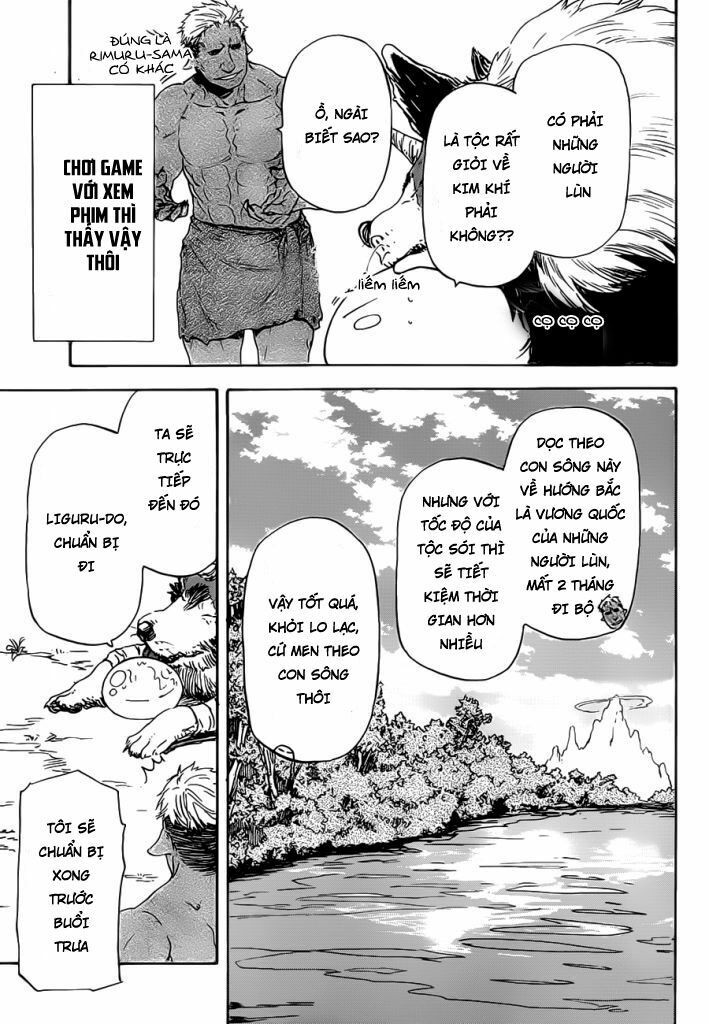 CÓ PHẢI
NHỮNG
NGƯỜI
LÙN
LÀ TỘC RẤT
GIỎI VỀ
KIM KHÍ
PHẢI
KHÔNG??
Ồ, NGÀI
BIẾT SAO?
ĐÚNG LÀ
RIMURU-SAMA
CÓ KHÁC
CHƠI GAME
VỚI XEM
PHIM THÌ
THẤY VẬY
THÔI
liếm liếm
cọ cọ cọ
DỌC THEO
CON SÔNG NÀY
VỀ HƯỚNG BẮC
LÀ VƯƠNG QUỐC
CỦA NHỮNG
NGƯỜI LÙN,
MẤT 2 THÁNG
ĐI BỘ
NHƯNG VỚI
TỐC ĐỘ CỦA
TỘC SÓI THÌ
SẼ TIẾT
KIỆM THỜI
GIAN HƠN
NHIỀU
VẬY TỐT QUÁ,
KHỎI LO LẠC,
CỨ MEN THEO
CON SÔNG
THÔI
TA SẼ
TRỰC
TIẾP
ĐẾN ĐÓ
LIGURU-DO,
CHUẨN BỊ
ĐI
TÔI SẼ
CHUẨN BỊ
XONG
TRƯỚC
BUỔI
TRƯA